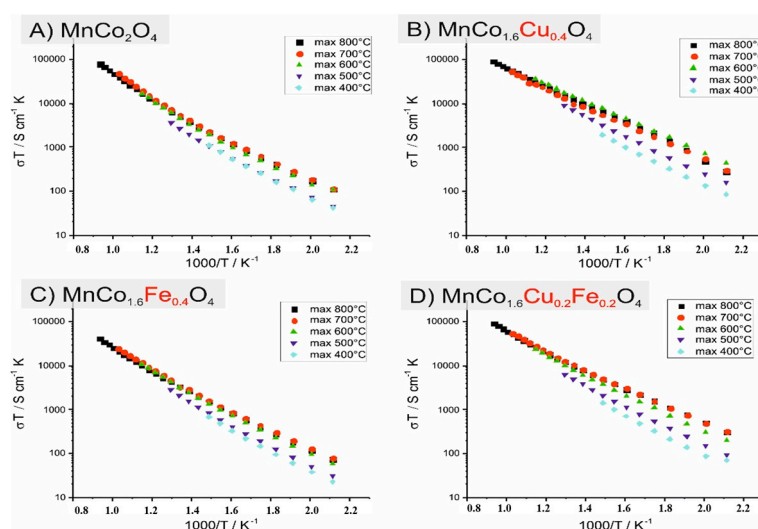 A) MnCo2O4
max 800°C
max 700°C
max 600°C
max 500°C
max 400°C
100000
10000
1000
100
10
0.8 1.0 1.2 1.4 1.6 1.8 2.0 2.2
σT / S cm-1 K
1000/T / K-1
B) MnCo1.6Cu0.4O4
max 800°
max 700°
max 600°
max 500°
max 400°
100000
10000
1000
100
10
0.8 1.0 1.2 1.4 1.6 1.8 2.0 2.2
σT / S cm-1 K
1000/T / K-1
C) MnCo1.6Fe0.4O4
max 800°C
max 700°C
max 600°C
max 500°C
max 400°C
100000
10000
1000
100
10
0.8 1.0 1.2 1.4 1.6 1.8 2.0 2.2
σT / S cm-1 K
1000/T / K-1
D) MnCo1.6Cu0.2Fe0.2O4
max 800°C
max 700°C
max 600°C
max 500°C
max 400°C
100000
10000
1000
100
10
0.8 1.0 1.2 1.4 1.6 1.8 2.0 2.2
σT / S cm-1 K
1000/T / K-1